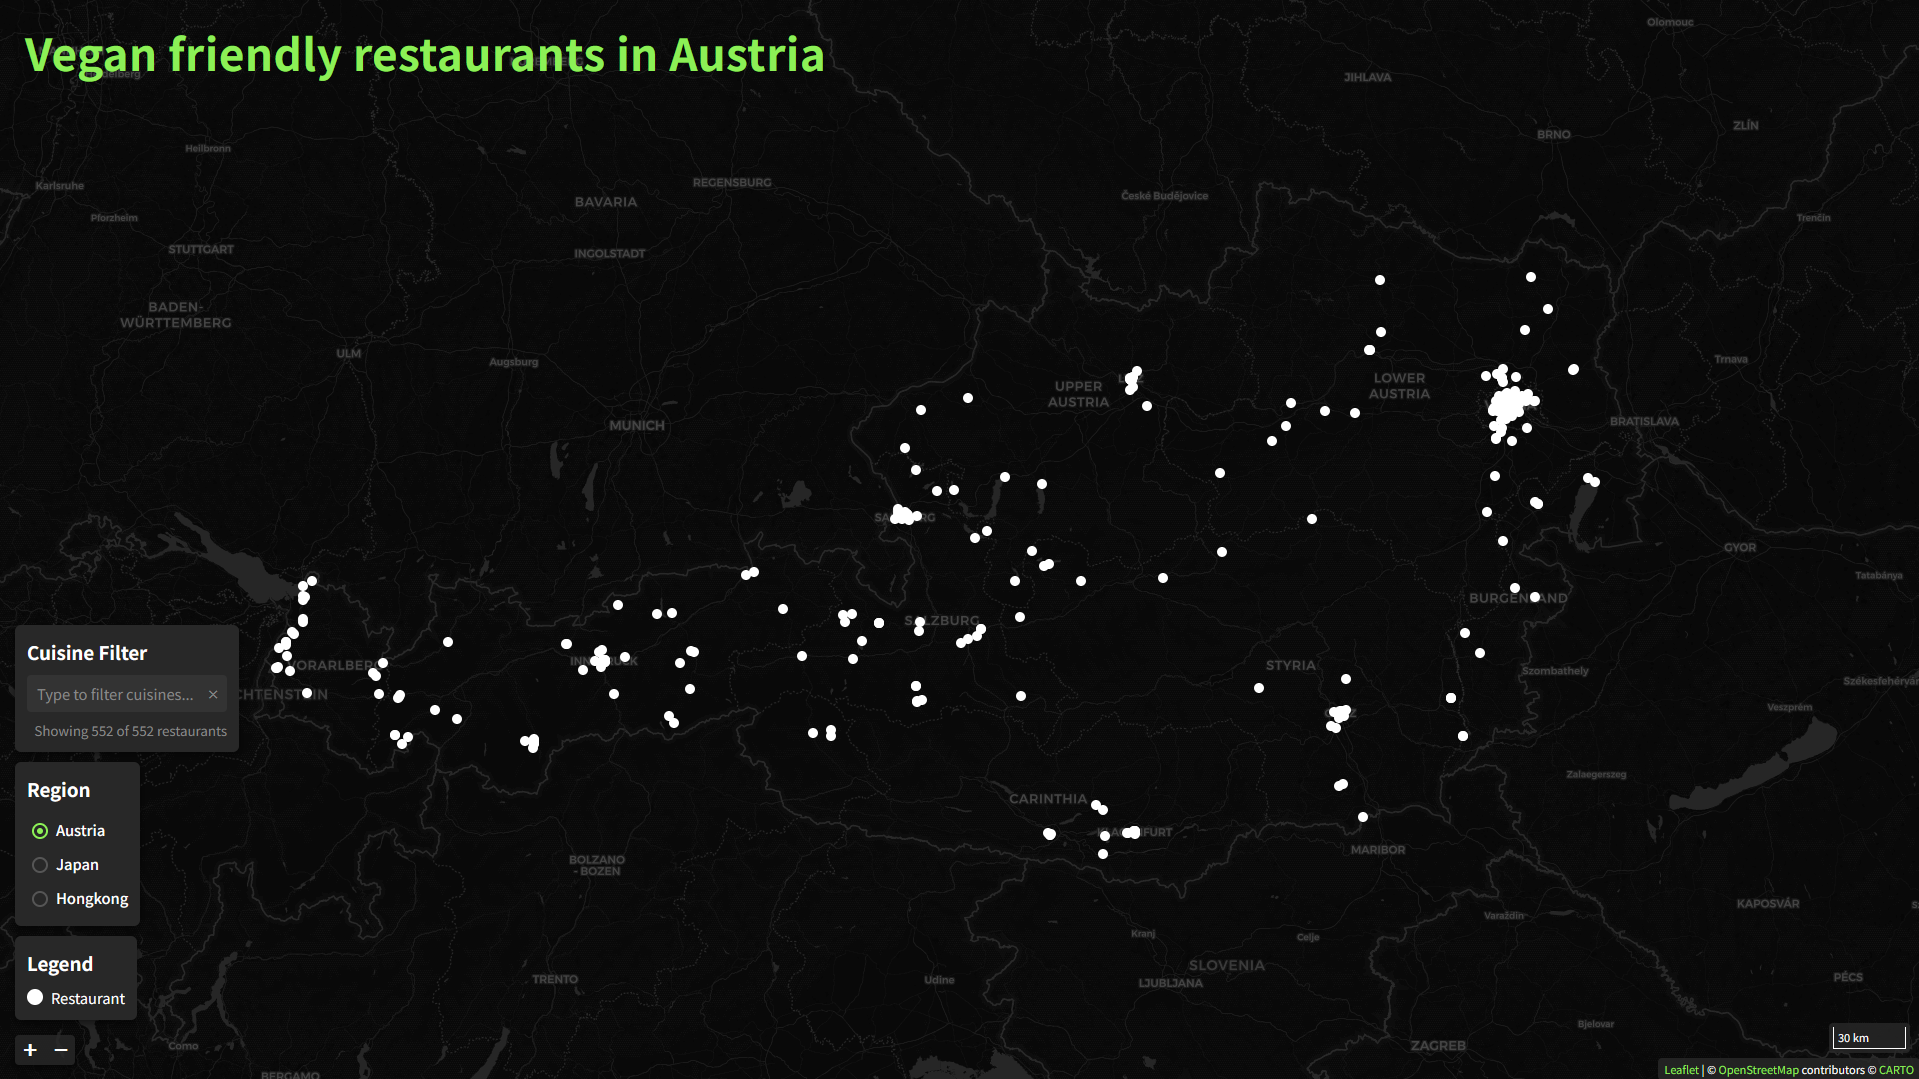 Vegan friendly restaurants in Austria
Olomouc
JIHLAVA
ZLÍN
BRNO
Heilbronn
Karlsruhe
REGENSBURG
České Budějovice
BAVARIA
Pforzheim
Trenčín
STUTTGART
INGOLSTADT
BADEN-
WÜRTTEMBERG
ULM
Augsburg
Trnava
UPPER
AUSTRIA
LOWER
AUSTRIA
MUNICH
BRATISLAVA
GYOR
Tatabánya
BURGENLAND
SALZBURG
VORARLBERG
STYRIA
Szombathely
Székesfehérvár
Veszprém
Zalaegerszeg
CARINTHIA
MARIBOR
BOLZANO
- BOZEN
KAPOSVÁR
Varaždin
Kranj
Celje
SLOVENIA
TRENTO
Udine
LJUBLJANA
PÉCS
Bjelovar
Como
ZAGREB
BERGAMO
Cuisine Filter
Type to filter cuisines... ×
Showing 552 of 552 restaurants
Region
Austria
Japan
Hongkong
Legend
Restaurant
+ −
30 km
Leaflet | © OpenStreetMap contributors © CARTO